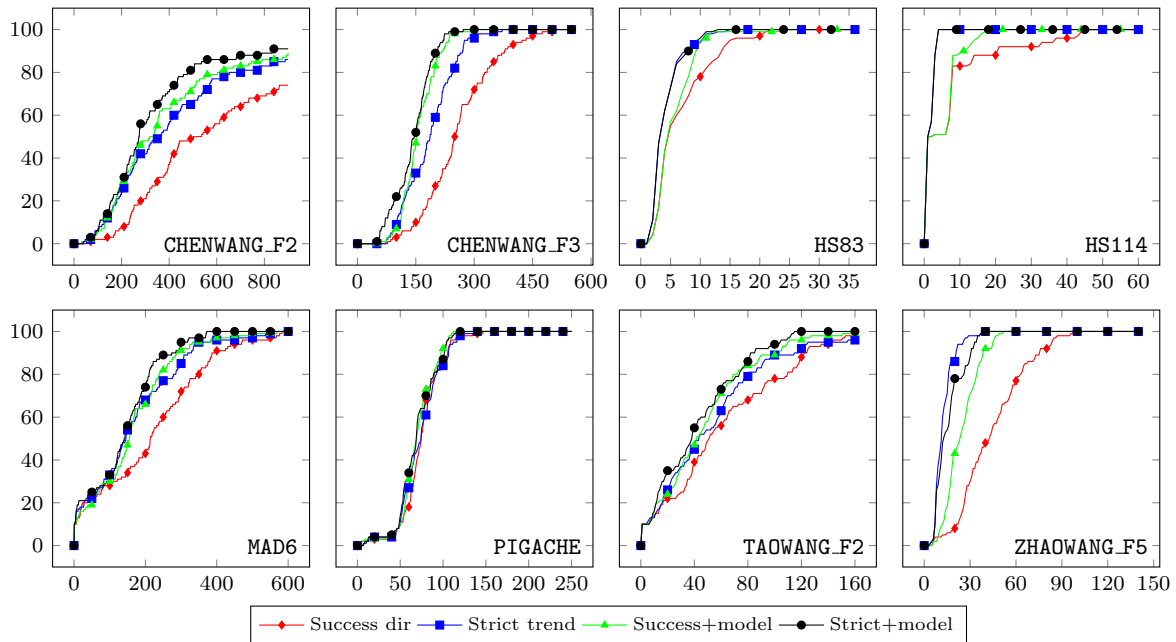 100
80
60
40
20
0
0 200 400 600 800
CHENWANG_F2
0 150 300 450 600
CHENWANG_F3
0 5 10 15 20 25 30 35
HS83
0 10 20 30 40 50 60
HS114
100
80
60
40
20
0
0 200 400 600
MAD6
0 50 100 150 200 250
PIGACHE
0 40 80 120 160
TAOWANG_F2
0 30 60 90 120 150
ZHAOWANG_F5
Success dir Strict trend Success+model Strict+model